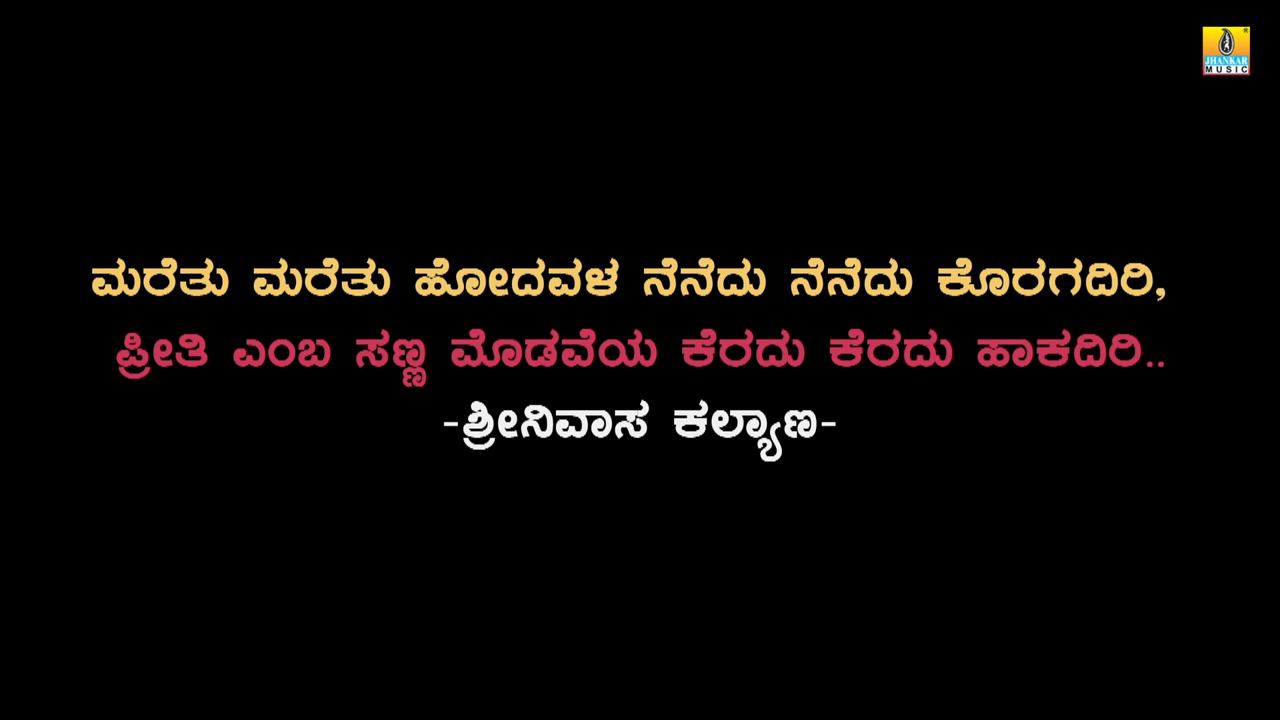 JHANKAR
MUSIC
ಮರೆತು ಮರೆತು ಹೋದವಳ ನೆನೆದು ನೆನೆದು ಕೊರಗದಿರಿ,
ಪ್ರೀತಿ ಎಂಬ ಸಣ್ಣ ಮೊಡವೆಯ ಕೆರದು ಕೆರದು ಹಾಕದಿರಿ..
-ಶ್ರೀನಿವಾಸ ಕಲ್ಯಾಣ-